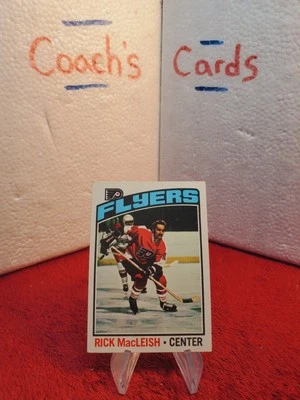 Coach's Cards
FLYERS
RICK MacLEISH • CENTER